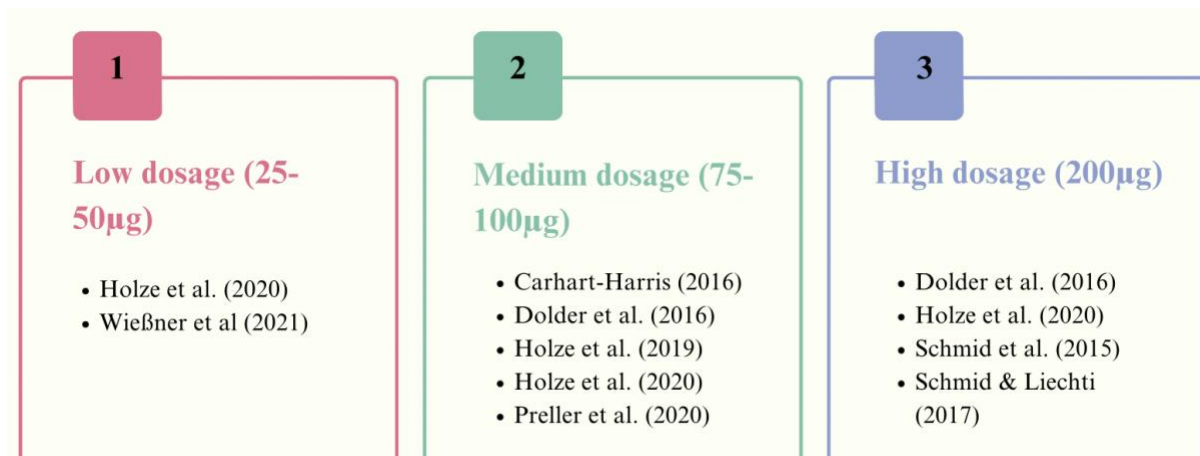 1
Low dosage (25-
50µg)
• Holze et al. (2020)
• Wießner et al (2021)
2
Medium dosage (75-
100µg)
• Carhart-Harris (2016)
• Dolder et al. (2016)
• Holze et al. (2019)
• Holze et al. (2020)
• Preller et al. (2020)
3
High dosage (200µg)
• Dolder et al. (2016)
• Holze et al. (2020)
• Schmid et al. (2015)
• Schmid & Liechti
(2017)